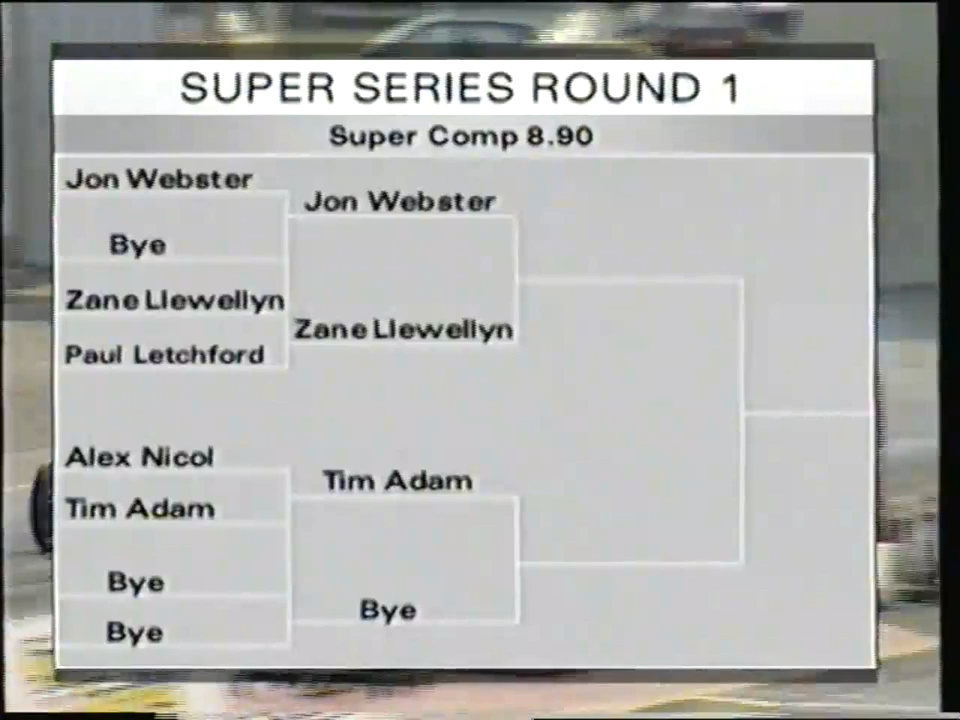 SUPER SERIES ROUND 1
Super Comp 8.90
Jon Webster
Bye
Zane Llewellyn
Paul Letchford
Alex Nicol
Tim Adam
Bye
Bye
Jon Webster
Zane Llewellyn
Tim Adam
Bye